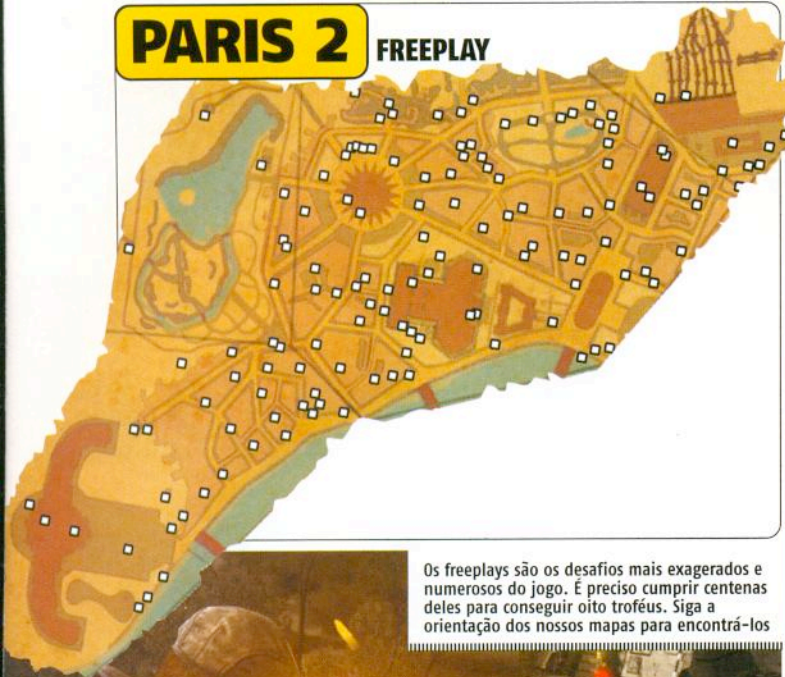 PARIS 2 FREEPLAY
Os freeplays são os desafios mais exagerados e
numerosos do jogo. É preciso cumprir centenas
deles para conseguir oito troféus. Siga a
orientação dos nossos mapas para encontrá-los